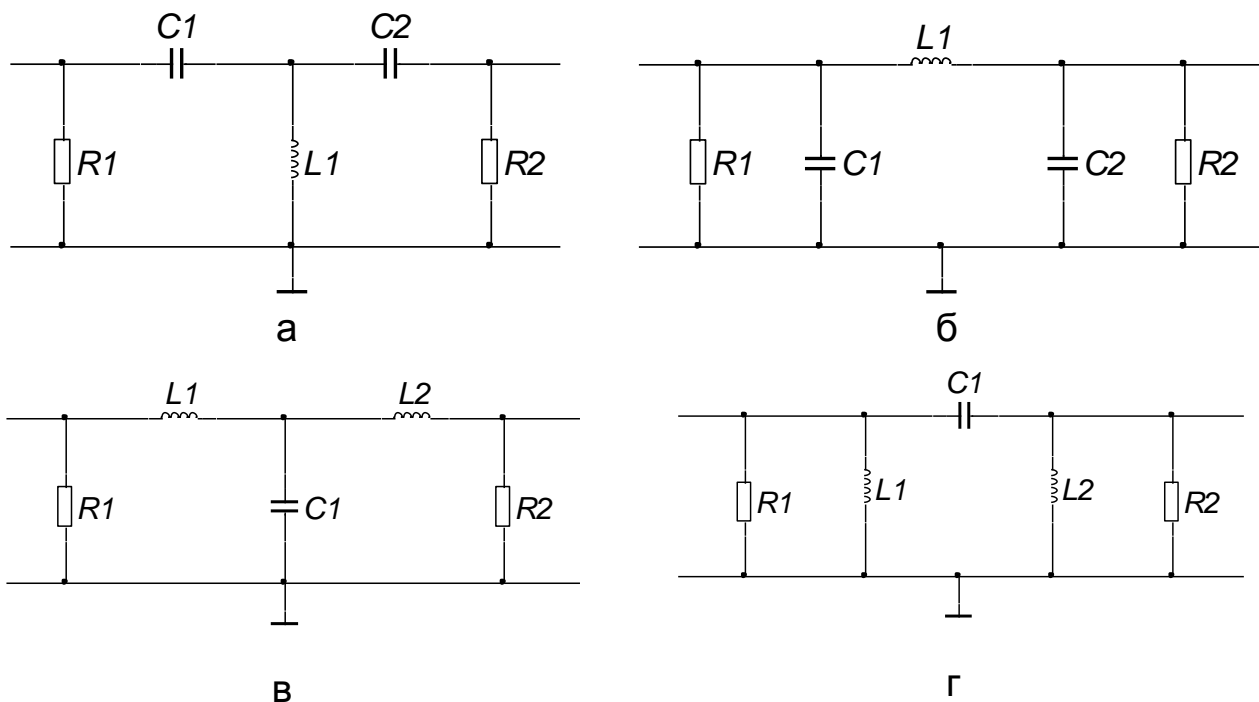 C1 C2
R1 L1 R2
а
L1
R1 C1 C2 R2
б
L1 L2
R1 C1 R2
в
C1
R1 L1 L2 R2
г